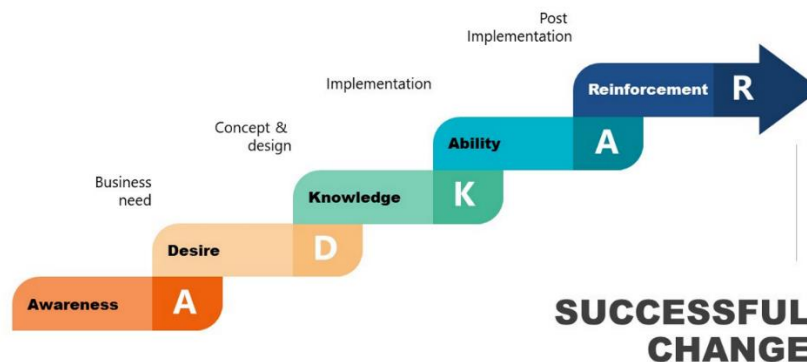 Post
Implementation
Reinforcement R
Implementation
Ability A
Concept &
design
Knowledge K
Business
need
Desire D
Awareness A
SUCCESSFUL
CHANGE